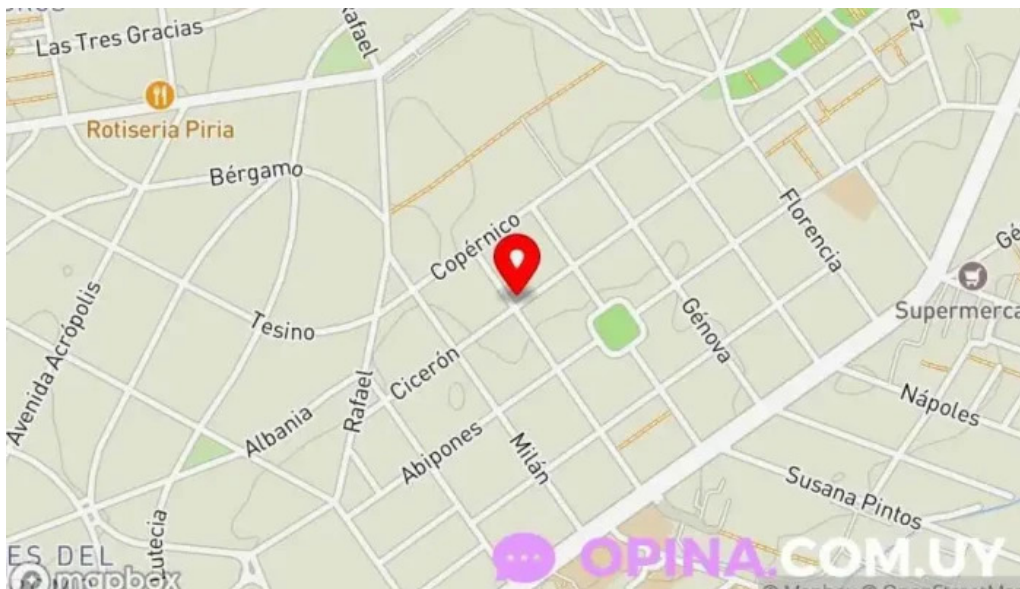 Las Tres Gracias
Rafael
Rotiseria Piria
Bérgamo
Copérnico
Florencia
Tesino
Génova
Supermerca
Avenida Acrópolis
Cicerón
Rafael
Albania
Abipones
Milán
Nápoles
Susana Pintos
ES DEL
mapbox
OPINA.COM.UY